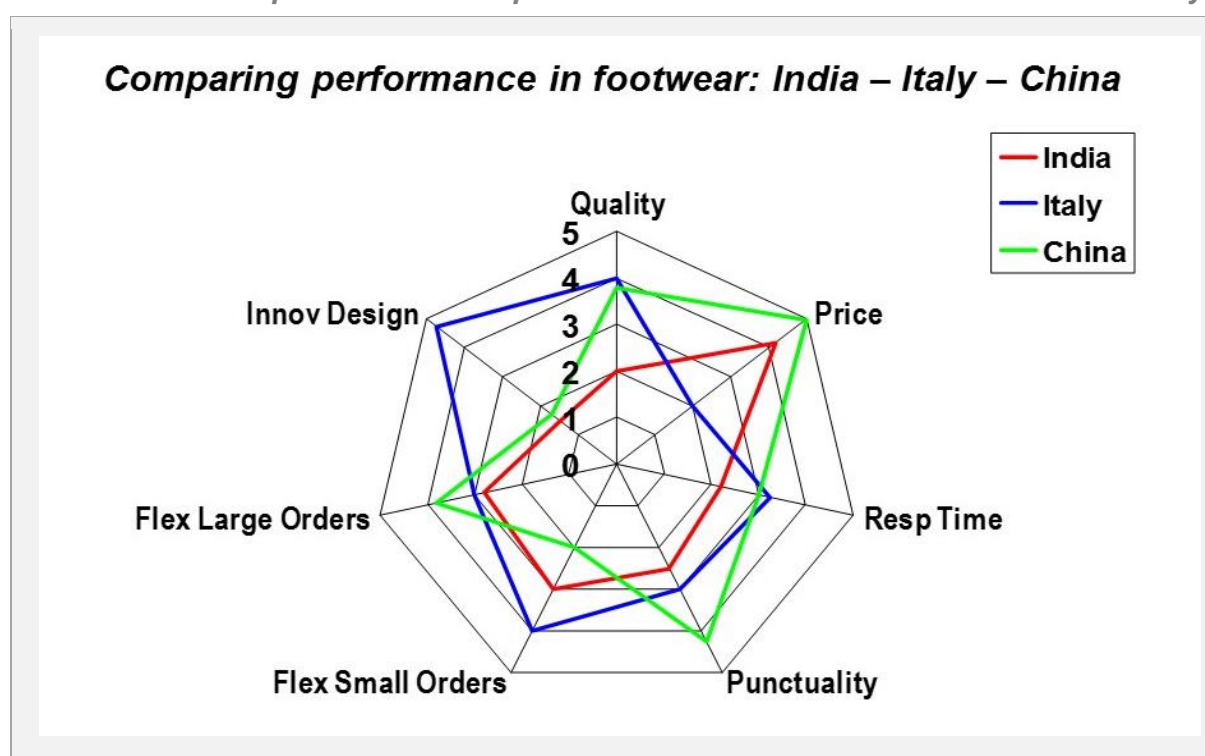 Comparing performance in footwear: India – Italy – China
India
Italy
China
Quality
5
4
3
2
1
0
Innov Design
Price
Flex Large Orders
Resp Time
Flex Small Orders
Punctuality